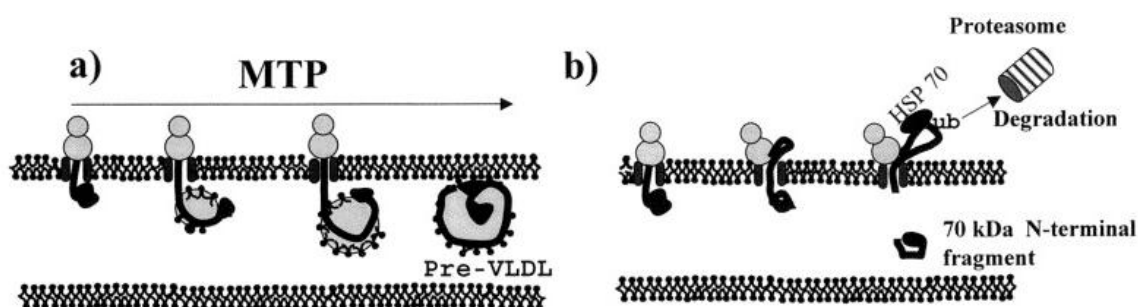 a)
MTP
Pre-VLDL
b)
Proteasome
HSP 70
ub
Degradation
70 kDa N-terminal
fragment